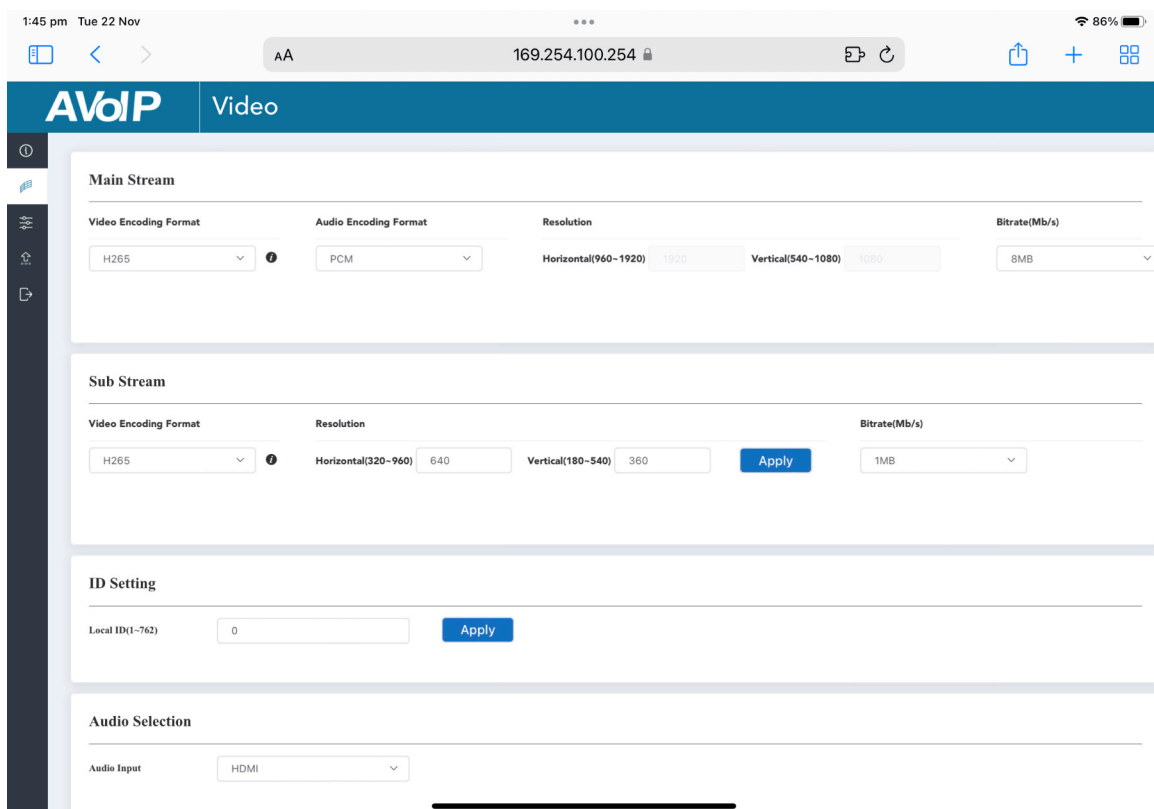 1:45 pm Tue 22 Nov 86%
AA 169.254.100.254
AVoIP Video
Main Stream
Video Encoding Format Audio Encoding Format Resolution Bitrate(Mb/s)
H265 PCM Horizontal(960~1920) 1920 Vertical(540~1080) 1080 8MB
Sub Stream
Video Encoding Format Resolution Bitrate(Mb/s)
H265 Horizontal(320~960) 640 Vertical(180~540) 360 Apply 1MB
ID Setting
Local ID(1~762) 0 Apply
Audio Selection
Audio Input HDMI